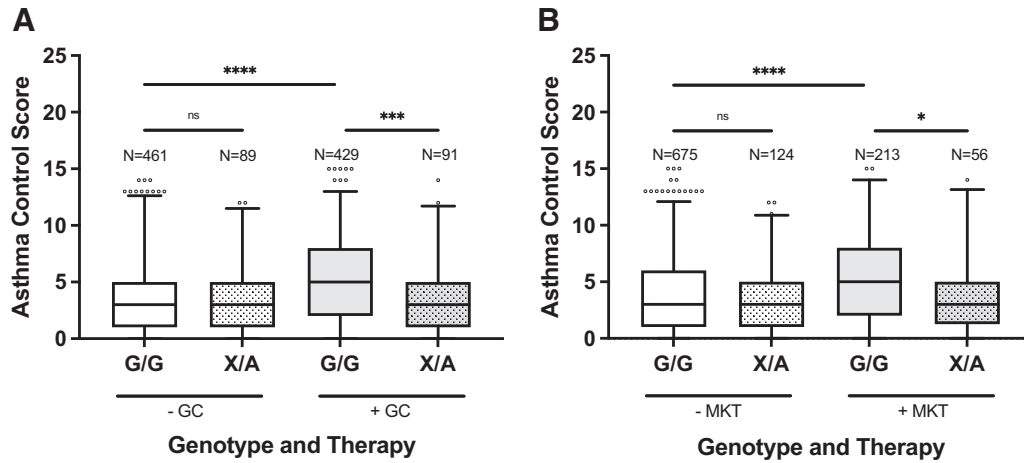 A
Asthma Control Score
25
20
15
10
5
0
****
ns
***
N=461
N=89
N=429
N=91
G/G
X/A
G/G
X/A
- GC
+ GC
Genotype and Therapy
B
Asthma Control Score
25
20
15
10
5
0
****
ns
*
N=675
N=124
N=213
N=56
G/G
X/A
G/G
X/A
- MKT
+ MKT
Genotype and Therapy